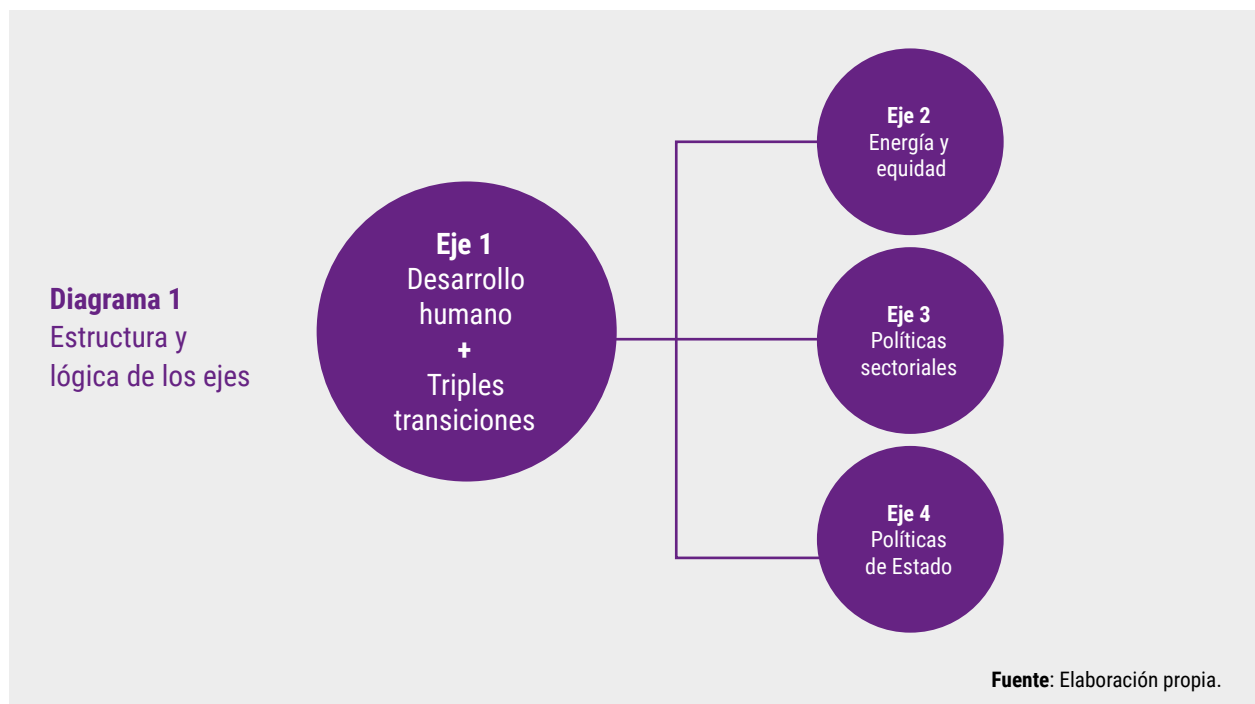 Diagrama 1
Estructura y
lógica de los ejes
Eje 1
Desarrollo
humano
+
Triples
transiciones
Eje 2
Energía y
equidad
Eje 3
Políticas
sectoriales
Eje 4
Políticas
de Estado
Fuente: Elaboración propia.